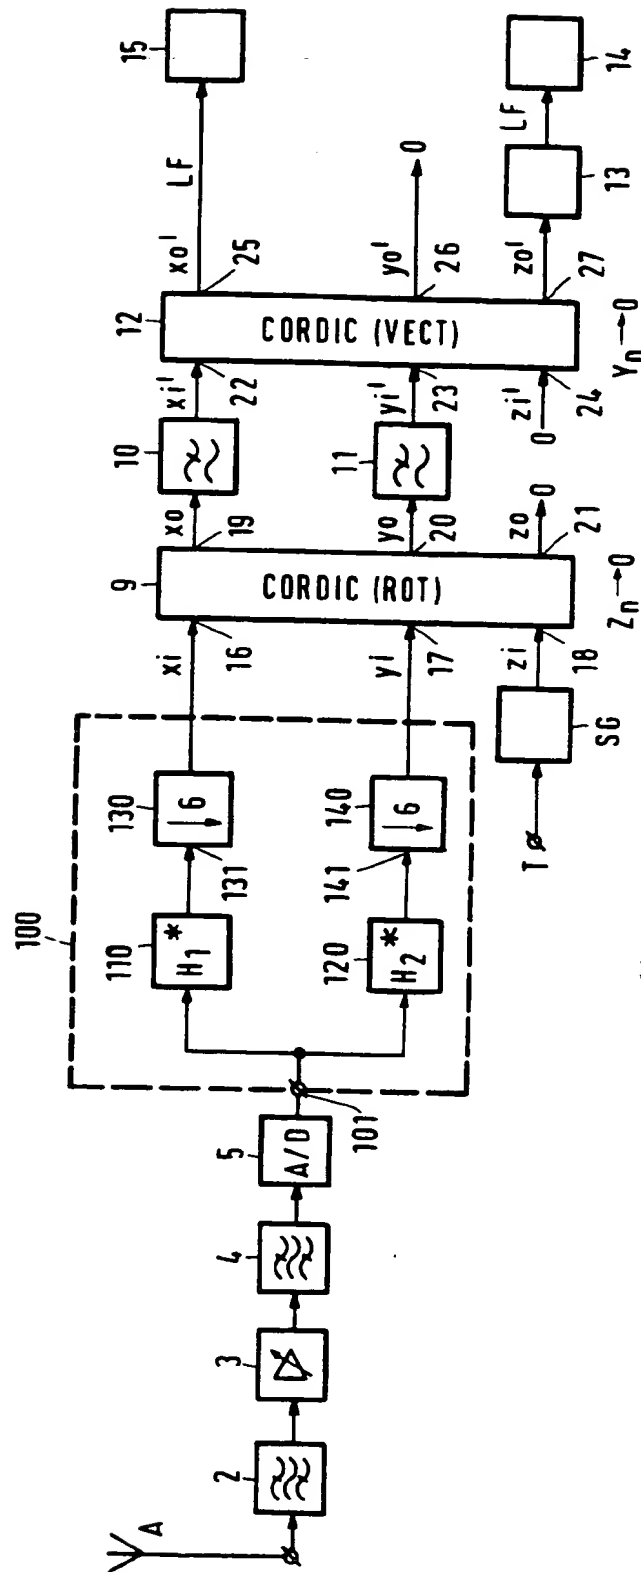 A
2
3
4
5
A/D
101
100
110
H1*
120
H2*
131
141
130
↓6
140
↓6
T
SG
xi
16
yi
17
zi
18
9
CORDIC (ROT)
Zn→0
xo
19
yo
20
zo
21
0
10
11
xi'
22
yi'
23
0
zi'
24
12
CORDIC (VECT)
Yn→0
xo'
25
yo'
26
zo'
27
LF
0
13
LF
15
14